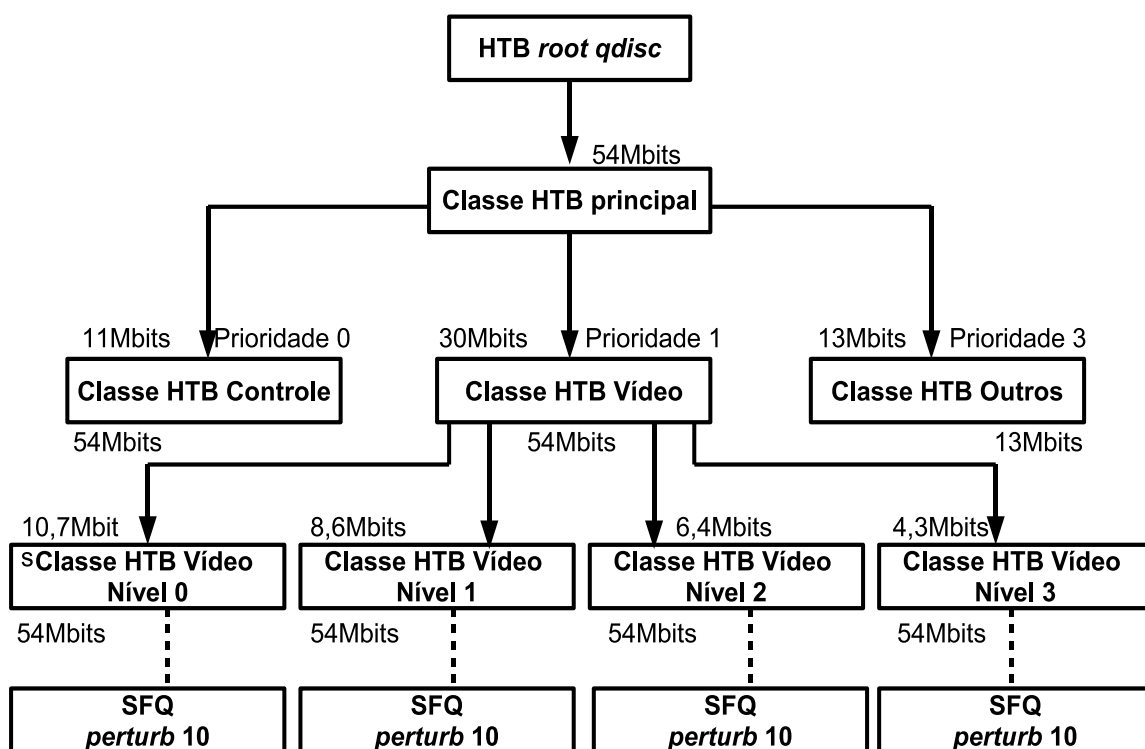 HTB root qdisc
54Mbits
Classe HTB principal
11Mbits Prioridade 0
30Mbits Prioridade 1
13Mbits Prioridade 3
Classe HTB Controle
Classe HTB Vídeo
Classe HTB Outros
54Mbits
54Mbits
13Mbits
10,7Mbit
s
8,6Mbits
6,4Mbits
4,3Mbits
Classe HTB Vídeo
Nível 0
Classe HTB Vídeo
Nível 1
Classe HTB Vídeo
Nível 2
Classe HTB Vídeo
Nível 3
54Mbits
54Mbits
54Mbits
54Mbits
SFQ
perturb 10
SFQ
perturb 10
SFQ
perturb 10
SFQ
perturb 10